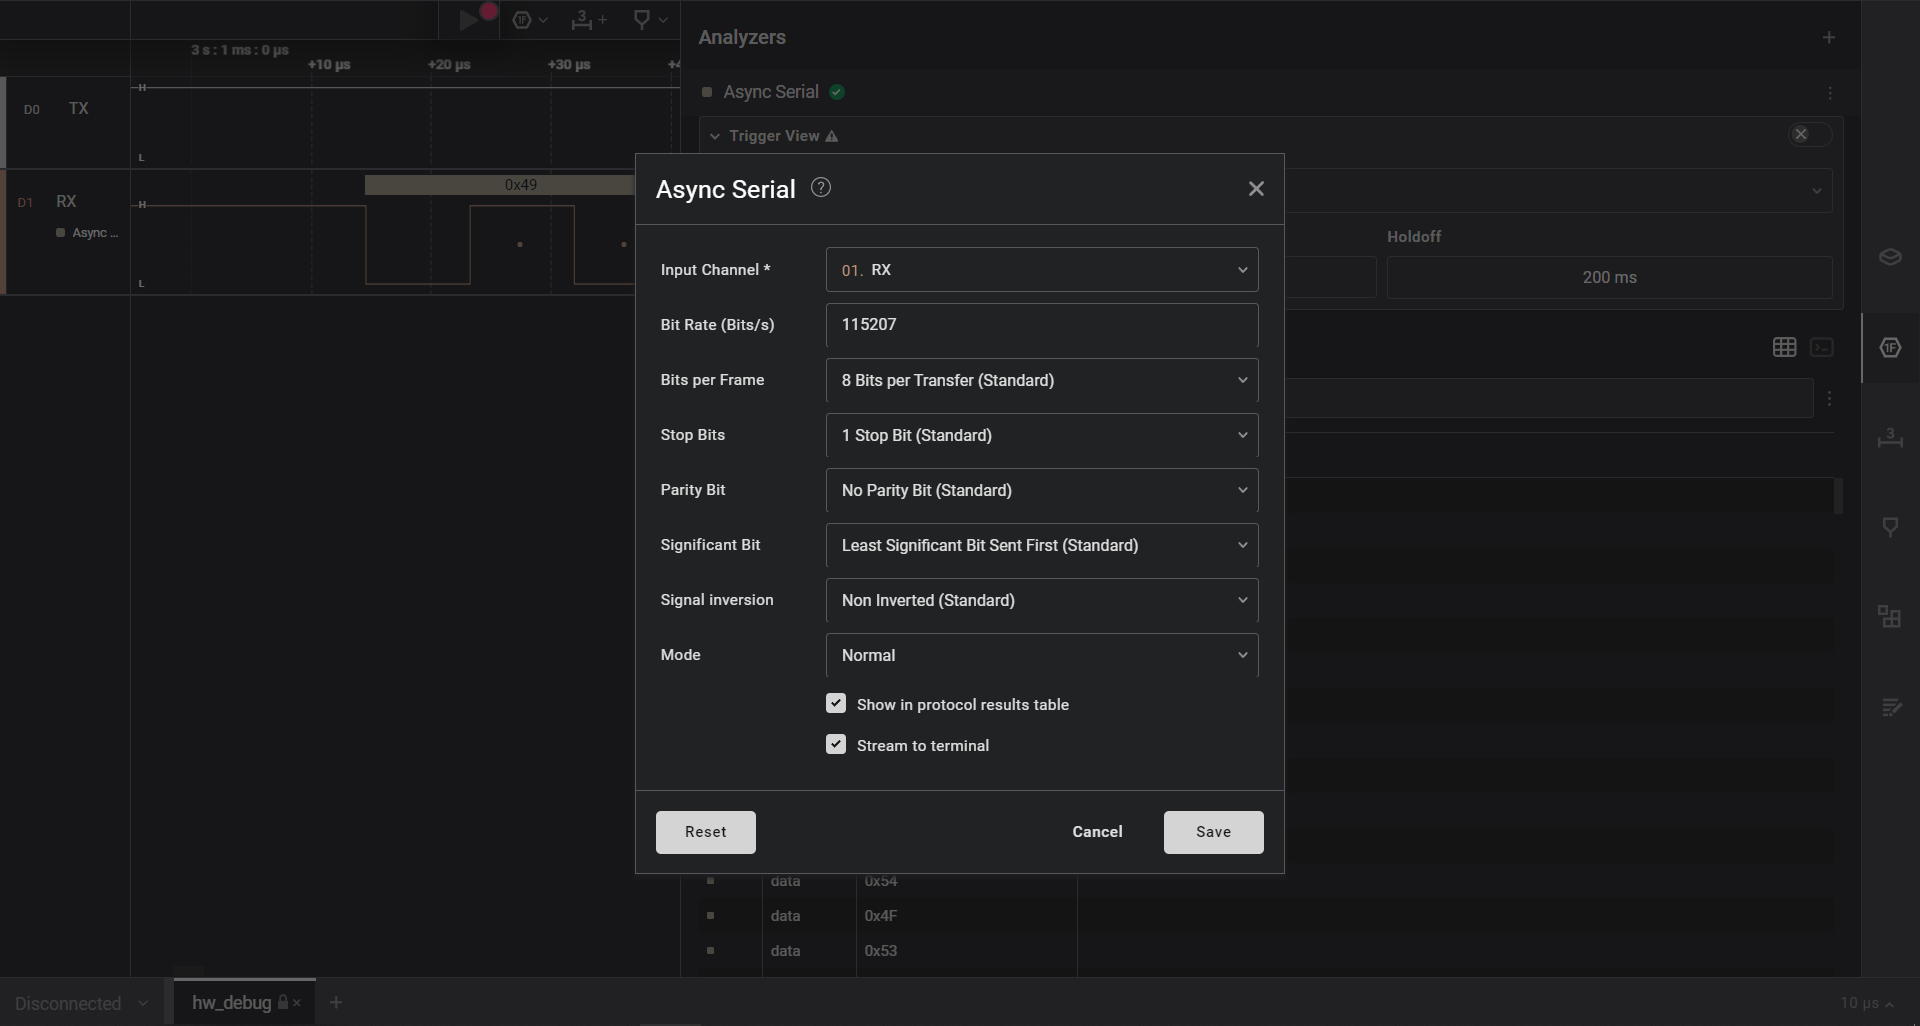 3 s : 1 ms : 0 µs
+10 µs
+20 µs
+30 µs
3 +
Analyzers
+
Async Serial
D0 TX
H
L
Trigger View
0x49
D1 RX
H
Async ...
L
Holdoff
200 ms
1F
3
Async Serial ?
Input Channel * 01. RX
Bit Rate (Bits/s) 115207
Bits per Frame 8 Bits per Transfer (Standard)
Stop Bits 1 Stop Bit (Standard)
Parity Bit No Parity Bit (Standard)
Significant Bit Least Significant Bit Sent First (Standard)
Signal inversion Non Inverted (Standard)
Mode Normal
Show in protocol results table
Stream to terminal
Reset Cancel Save
data 0x54
data 0x4F
data 0x53
Disconnected
hw_debug
+
10 µs